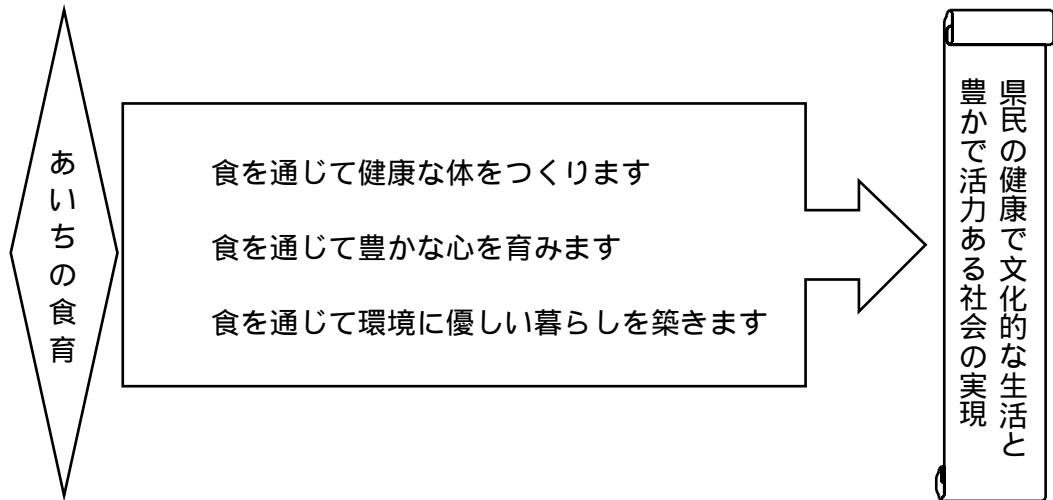 あいちの食育
食を通じて健康な体をつくります
食を通じて豊かな心を育みます
食を通じて環境に優しい暮らしを築きます
県民の健康で文化的な生活と
豊かで活力ある社会の実現